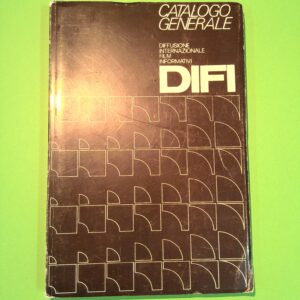 CATALOGO
GENERALE
DIFFUSIONE
INTERNAZIONALE
FILM
INFORMATIVI
DIFI